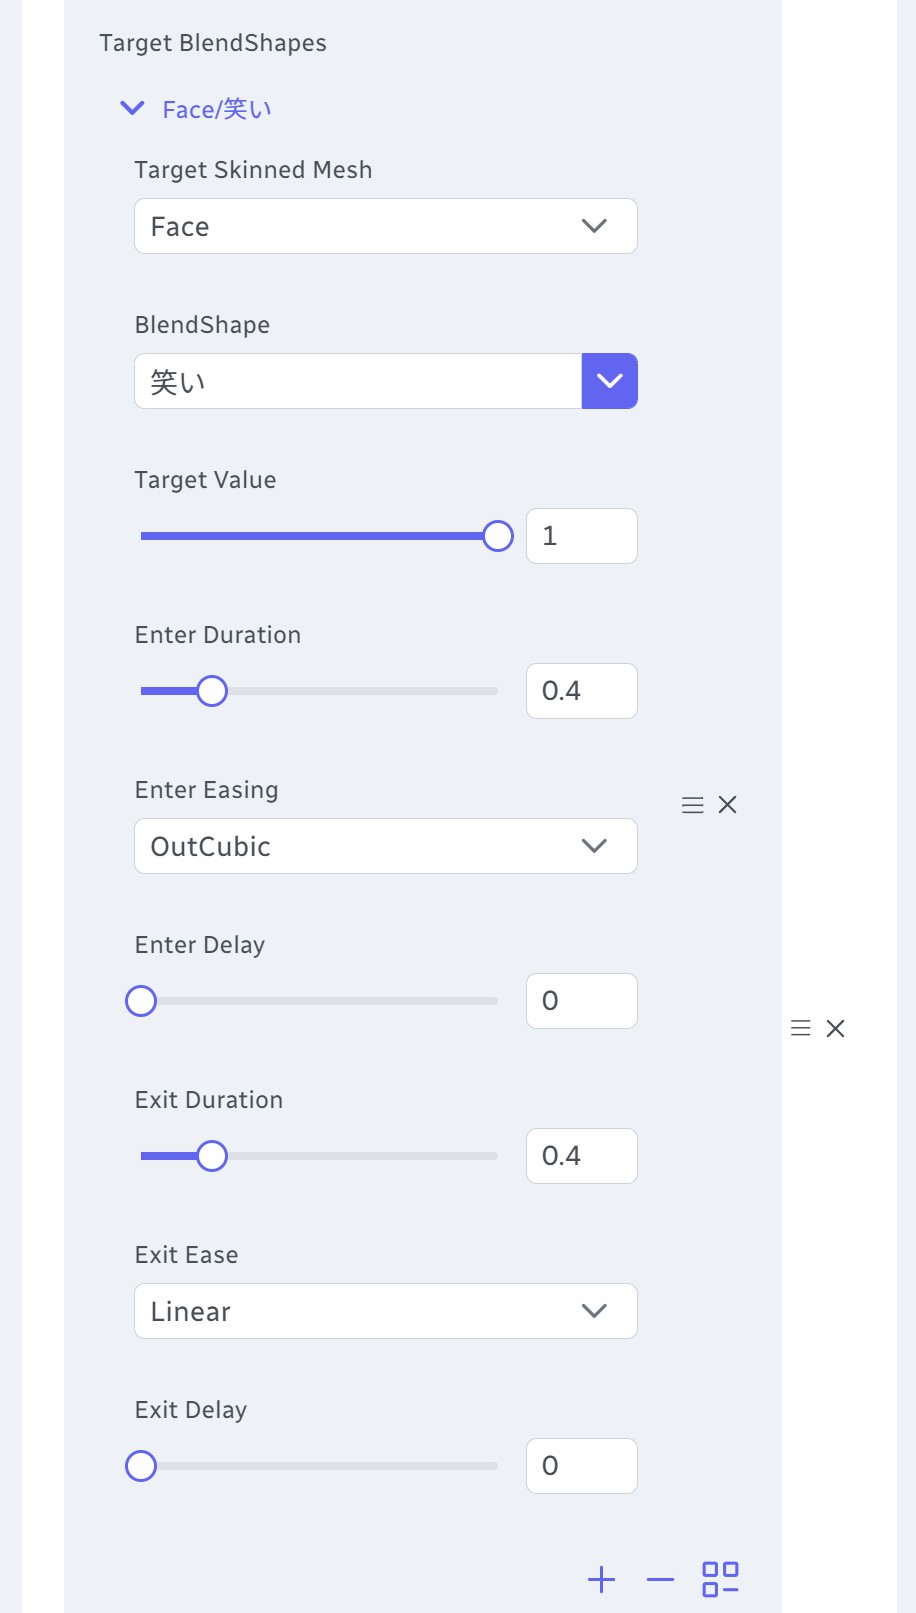 Target BlendShapes
Face/笑い
Target Skinned Mesh
Face
BlendShape
笑い
Target Value
1
Enter Duration
0.4
Enter Easing
OutCubic
Enter Delay
0
Exit Duration
0.4
Exit Ease
Linear
Exit Delay
0